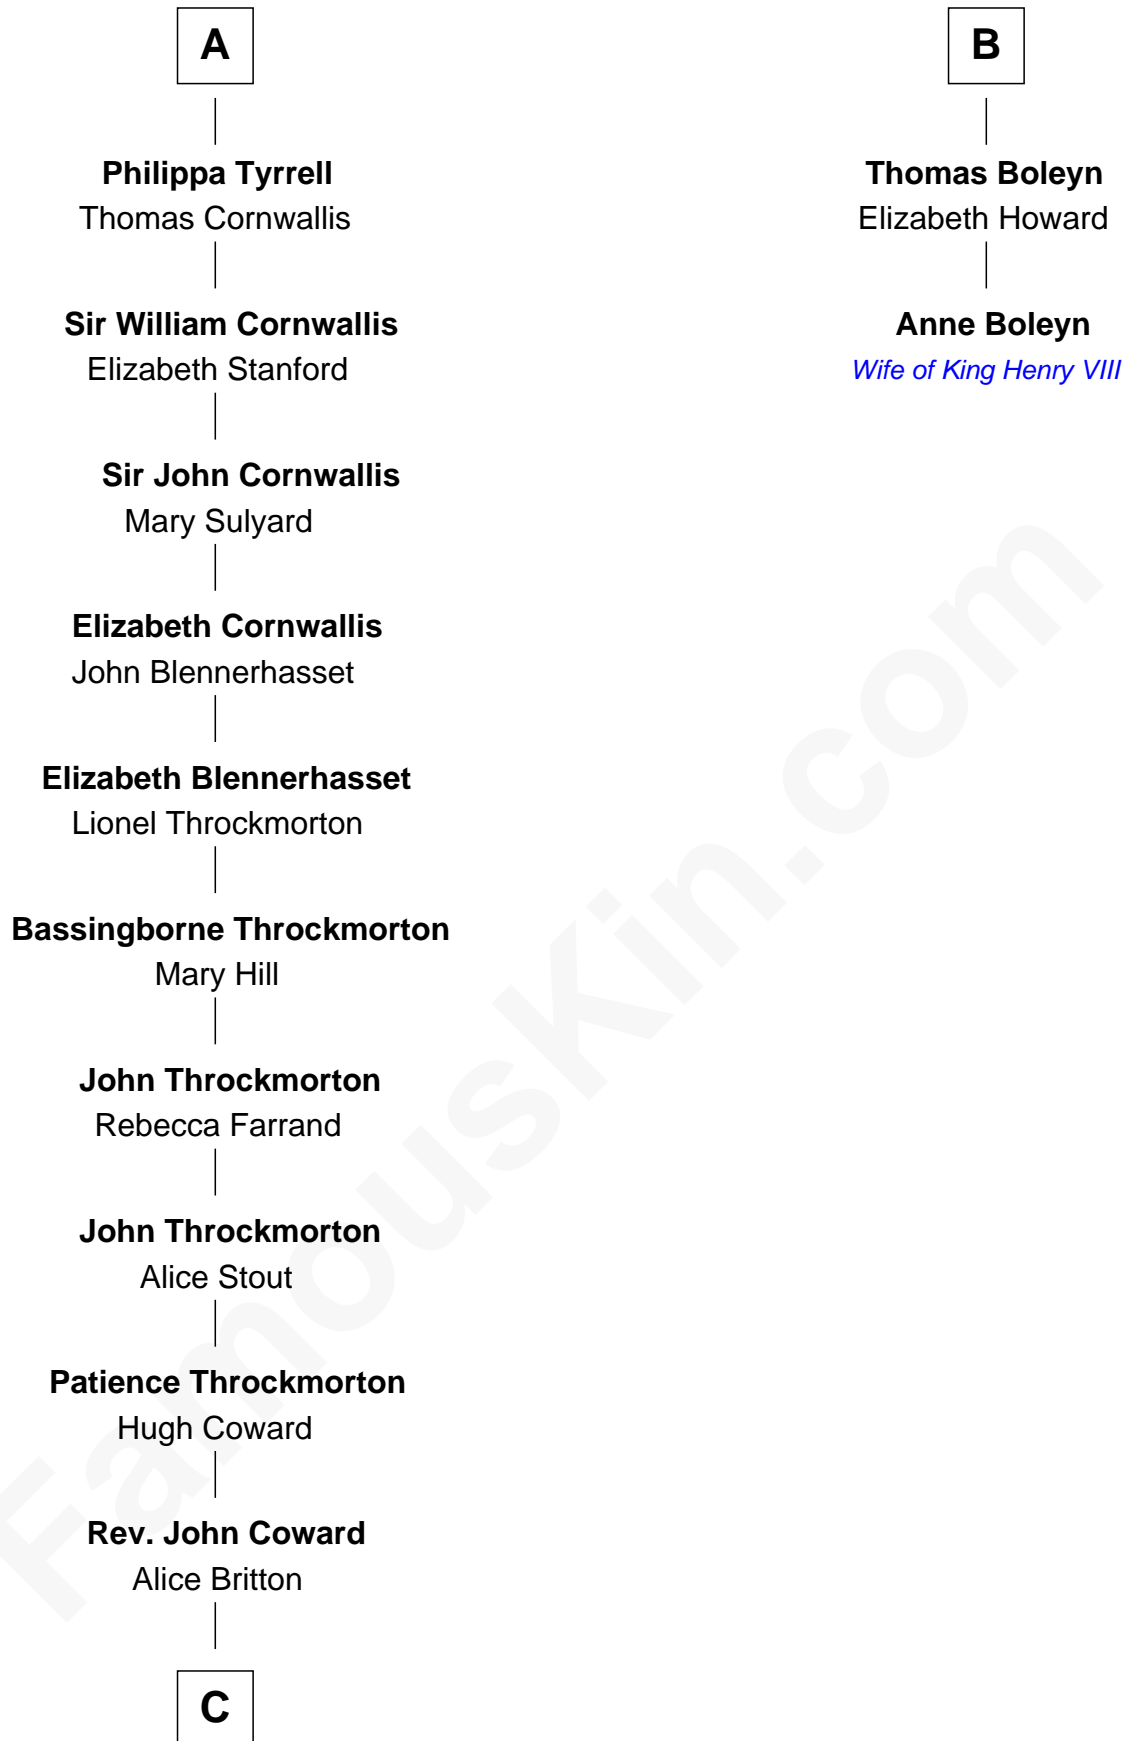 A
Philippa Tyrrell
Thomas Cornwallis
Sir William Cornwallis
Elizabeth Stanford
Sir John Cornwallis
Mary Sulyard
Elizabeth Cornwallis
John Blennerhasset
Elizabeth Blennerhasset
Lionel Throckmorton
Bassingborne Throckmorton
Mary Hill
John Throckmorton
Rebecca Farrand
John Throckmorton
Alice Stout
Patience Throckmorton
Hugh Coward
Rev. John Coward
Alice Britton
C
B
Thomas Boleyn
Elizabeth Howard
Anne Boleyn
Wife of King Henry VIII
FamousKin.com